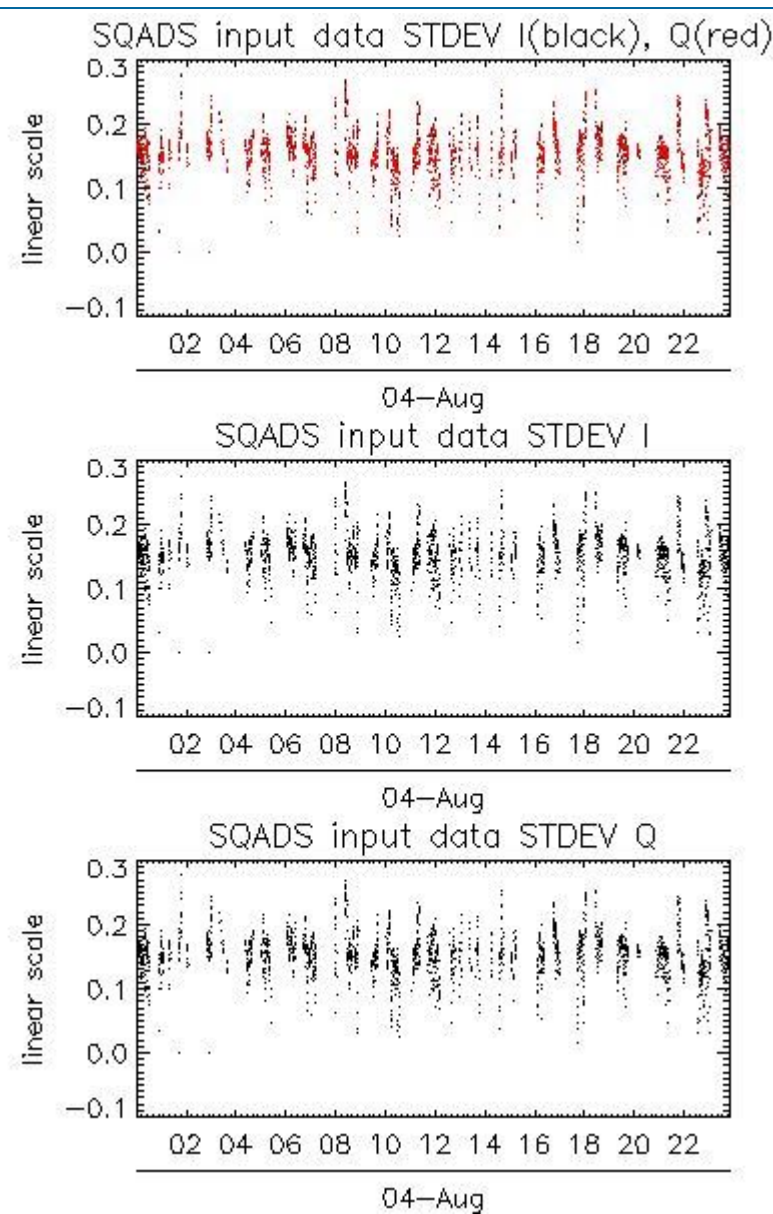 SQADS input data STDEV I(black), Q(red)
0.3
0.2
0.1
0.0
−0.1
linear scale
02 04 06 08 10 12 14 16 18 20 22
04−Aug
SQADS input data STDEV I
0.3
0.2
0.1
0.0
−0.1
linear scale
02 04 06 08 10 12 14 16 18 20 22
04−Aug
SQADS input data STDEV Q
0.3
0.2
0.1
0.0
−0.1
linear scale
02 04 06 08 10 12 14 16 18 20 22
04−Aug